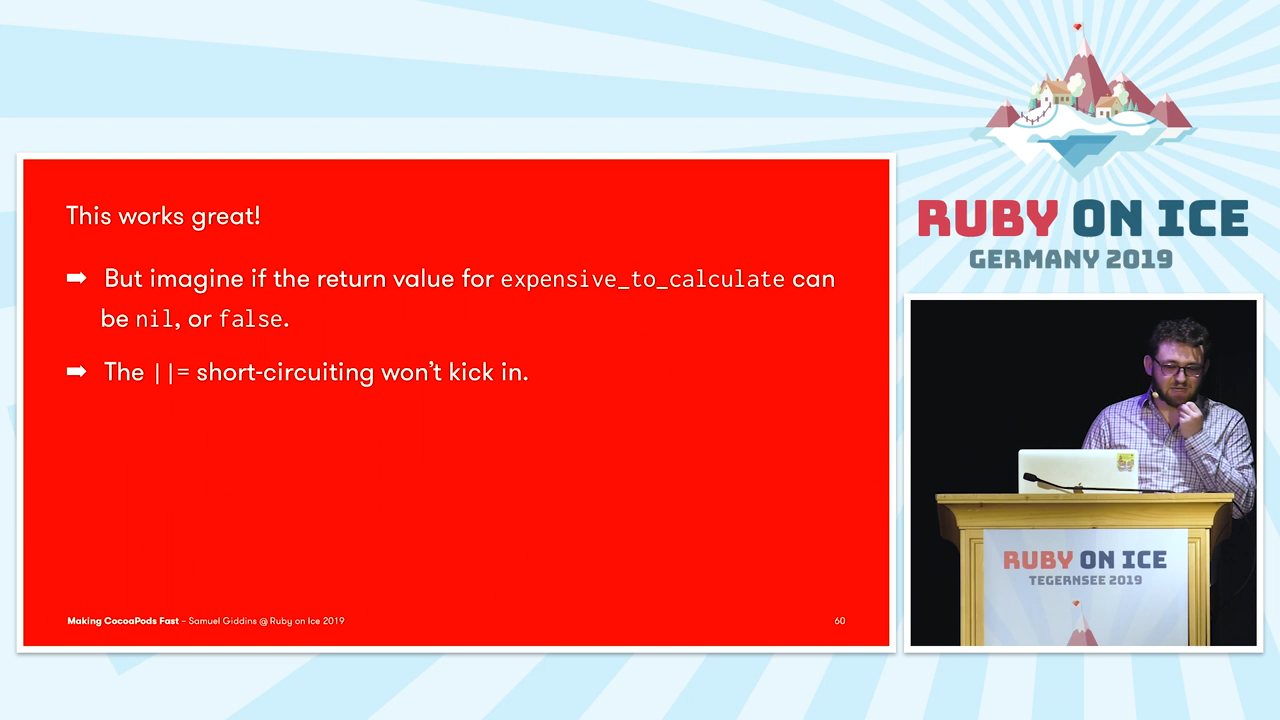 RUBY ON ICE
GERMANY 2019
This works great!
➡ But imagine if the return value for expensive_to_calculate can
be nil, or false.
➡ The ||= short-circuiting won't kick in.
Making CocoaPods Fast – Samuel Giddins @ Ruby on Ice 2019
60
RUBY ON ICE
TEGERNSEE 2019